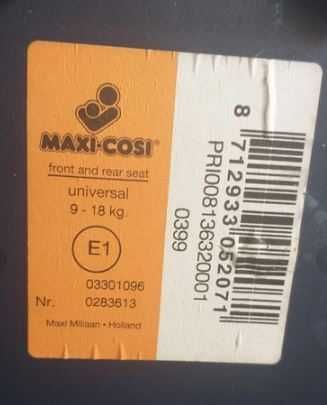 MAXI-COSI®
front and rear seat
universal
9 - 18 kg.
E1
03301096
Nr. 0283613
Maxi Miliaan • Holland
8 712933 052071
PRI008136320001
0399